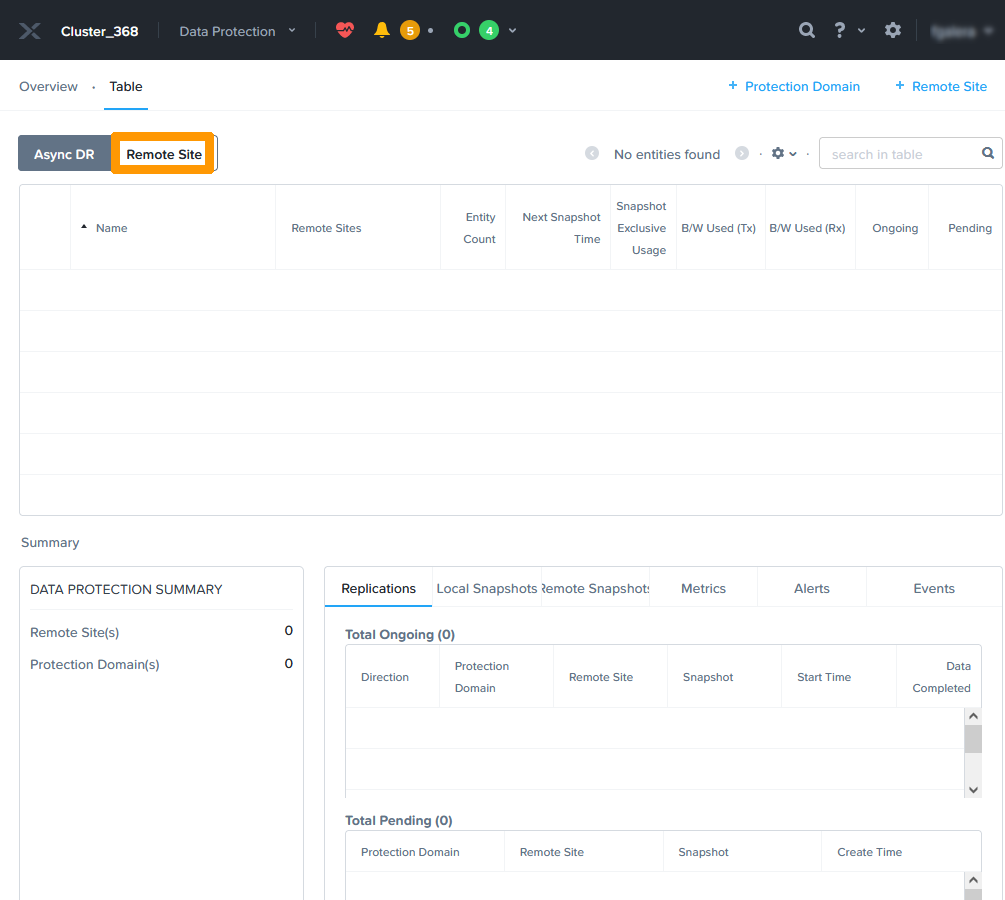 Cluster_368 Data Protection 5 • 4 ?
Overview · Table + Protection Domain + Remote Site
Async DR Remote Site No entities found · · search in table
Name Remote Sites Entity Count Next Snapshot Time Snapshot Exclusive Usage B/W Used (Tx) B/W Used (Rx) Ongoing Pending
Summary
DATA PROTECTION SUMMARY
Remote Site(s) 0
Protection Domain(s) 0
Replications Local Snapshots Remote Snapshots Metrics Alerts Events
Total Ongoing (0)
Direction Protection Domain Remote Site Snapshot Start Time Data Completed
Total Pending (0)
Protection Domain Remote Site Snapshot Create Time